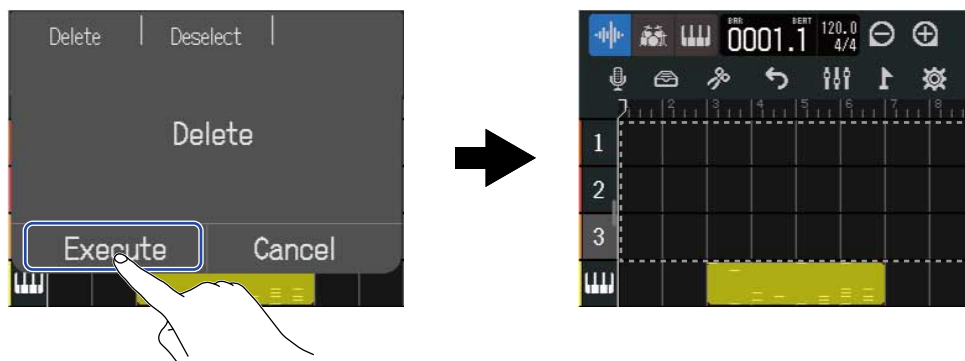 Delete | Deselect |
Delete
Execute Cancel
BAR BEAT
0001.1 120.0
4/4
1 2 3 4 5 6 7 8
1
2
3